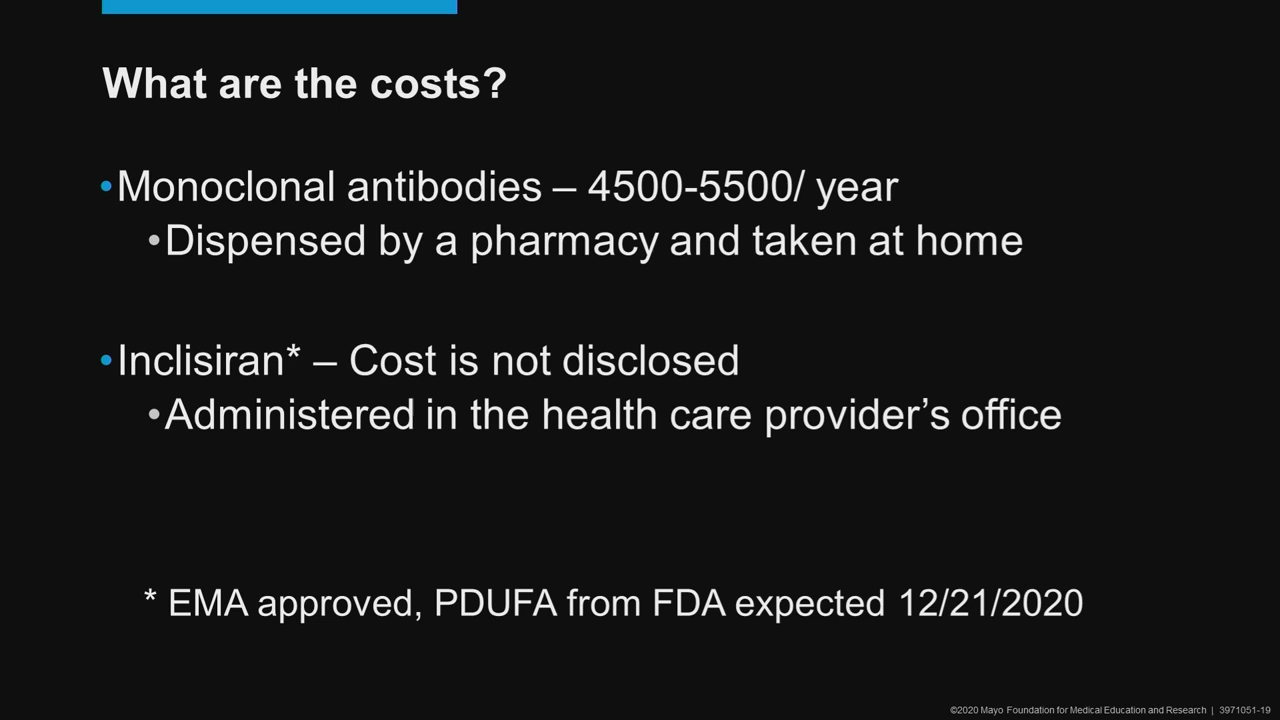 What are the costs?
•Monoclonal antibodies – 4500-5500/ year
•Dispensed by a pharmacy and taken at home
•Inclisiran* – Cost is not disclosed
•Administered in the health care provider’s office
* EMA approved, PDUFA from FDA expected 12/21/2020
©2020 Mayo Foundation for Medical Education and Research | 3971051-19